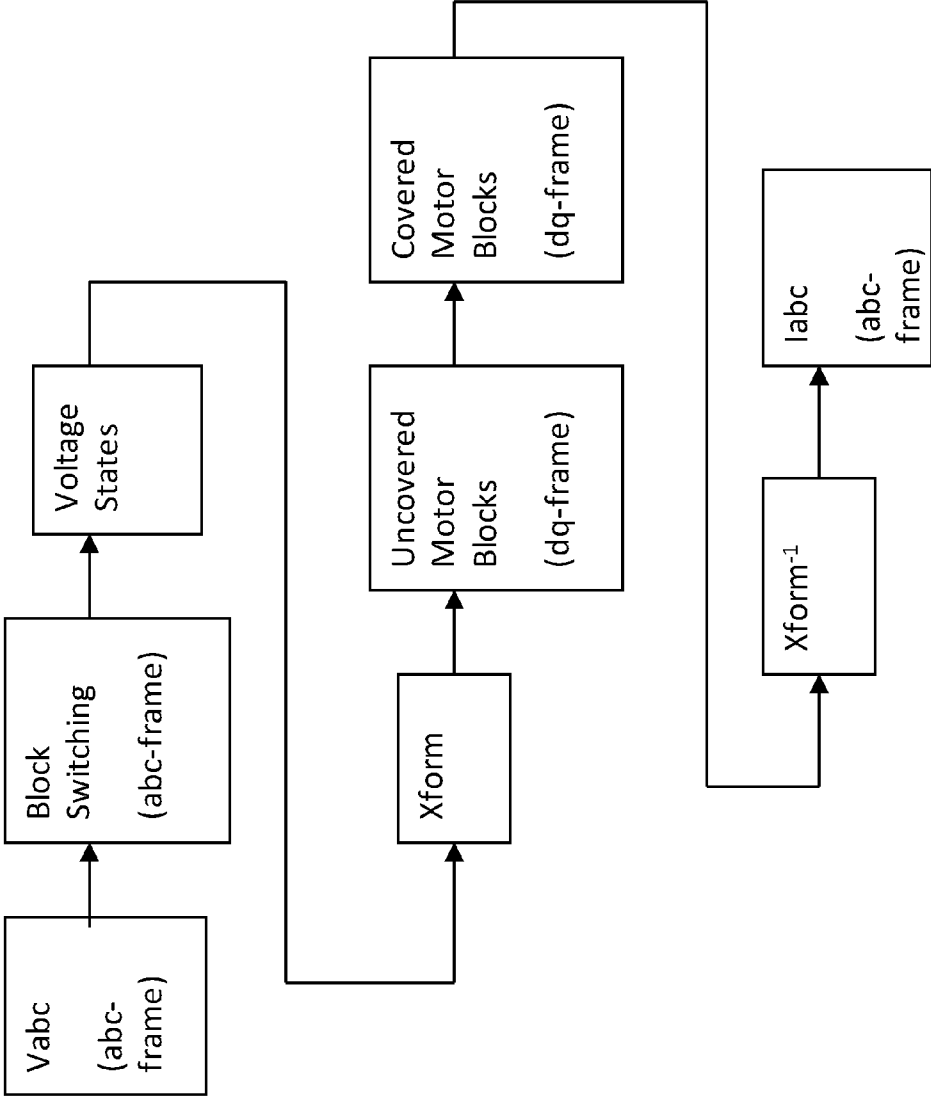 Vabc
(abc-
frame)
Block
Switching
(abc-frame)
Voltage
States
Xform
Uncovered
Motor
Blocks
(dq-frame)
Covered
Motor
Blocks
(dq-frame)
Xform⁻¹
Iabc
(abc-
frame)